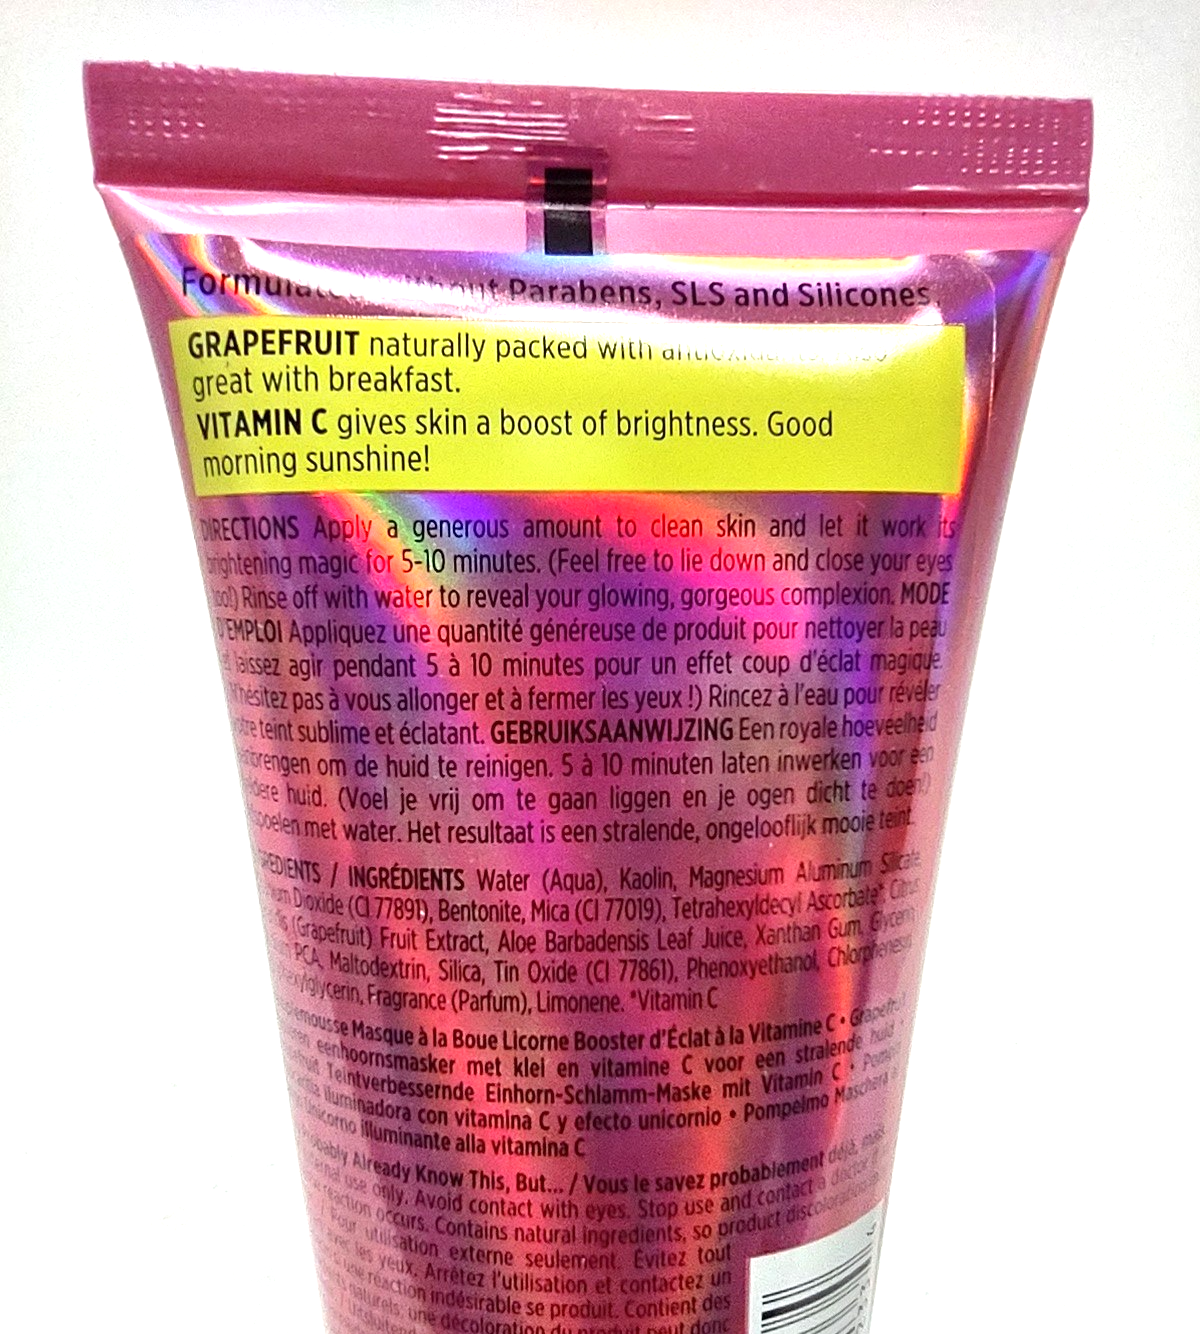 Formulated without Parabens, SLS and Silicones.
GRAPEFRUIT naturally packed with
great with breakfast.
VITAMIN C gives skin a boost of brightness. Good
morning sunshine!
DIRECTIONS Apply a generous amount to clean skin and let it work its
brightening magic for 5-10 minutes. (Feel free to lie down and close your eyes
too!) Rinse off with water to reveal your glowing, gorgeous complexion. MODE
D'EMPLOI Appliquez une quantité généreuse de produit pour nettoyer la peau
et laissez agir pendant 5 à 10 minutes pour un effet coup d'éclat magique.
N'hésitez pas à vous allonger et à fermer les yeux !) Rincez à l'eau pour révéler
votre teint sublime et éclatant. GEBRUIKSAANWIJZING Een royale hoeveelheid
om de huid te reinigen. 5 à 10 minuten laten inwerken voor een
huid. (Voel je vrij om te gaan liggen en je ogen dicht te doen!)
met water. Het resultaat is een stralende, ongelooflijk mooie teint.
INGREDIENTS / INGRÉDIENTS Water (Aqua), Kaolin, Magnesium Aluminum Silicate,
Dioxide (CI 77891), Bentonite, Mica (CI 77019), Tetrahexyldecyl Ascorbate*, Citrus
(Grapefruit) Fruit Extract, Aloe Barbadensis Leaf Juice, Xanthan Gum, Glycerin,
PCA, Maltodextrin, Silica, Tin Oxide (CI 77861), Phenoxyethanol, Chlorphenesin,
Fragrance (Parfum), Limonene. *Vitamin C
Masque à la Boue Licorne Booster d'Éclat à la Vitamine C • Grapefruit
eenhoornsmasker met klei en vitamine C voor een stralende huid •
Teintverbessernde Einhorn-Schlamm-Maske mit Vitamin C •
iluminadora con vitamina C y efecto unicornio • Pompelmo Maschera
Unicorno illuminante alla vitamina C
Probably Already Know This, But... / Vous le savez probablement déjà, mais
use only. Avoid contact with eyes. Stop use and contact a doctor
reaction occurs. Contains natural ingredients, so product discoloration
/ Pour utilisation externe seulement. Évitez tout
les yeux. Arrêtez l'utilisation et contactez un
une réaction indésirable se produit. Contient des
naturels; une décoloration du produit peut donc